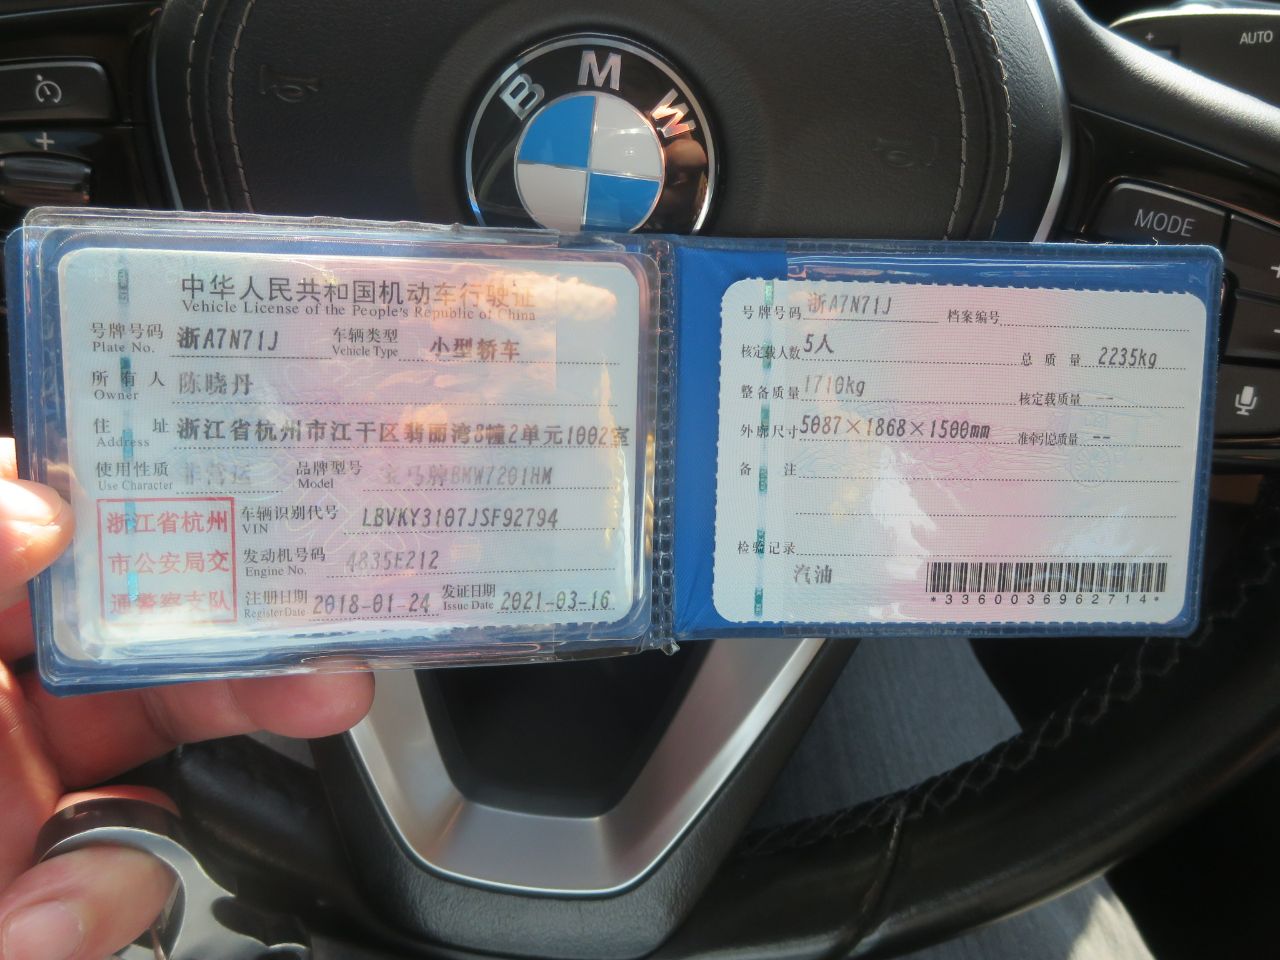 BMW
AUTO
MODE
中华人民共和国机动车行驶证
Vehicle License of the People's Republic of China
号牌号码 浙A7N71J 车辆类型 小型轿车
Plate No. Vehicle Type
所有人 陈晓丹
Owner
住址 浙江省杭州市江干区翡丽湾8幢2单元1002室
Address
使用性质 非营运 品牌型号 宝马牌BMW7201HM
Use Character Model
浙江省杭州
市公安局交
通警察支队
车辆识别代号 LBVKY3107JSF92794
VIN
发动机号码 4835E212
Engine No.
注册日期 2018-01-24 发证日期 2021-03-16
Register Date Issue Date
号牌号码 浙A7N71J 档案编号
核定载人数 5人 总质量 2235kg
整备质量 1710kg 核定载质量 --
外廓尺寸 5087×1868×1500mm 准牵引总质量 --
备注
检验记录
汽油
*3360036962714*